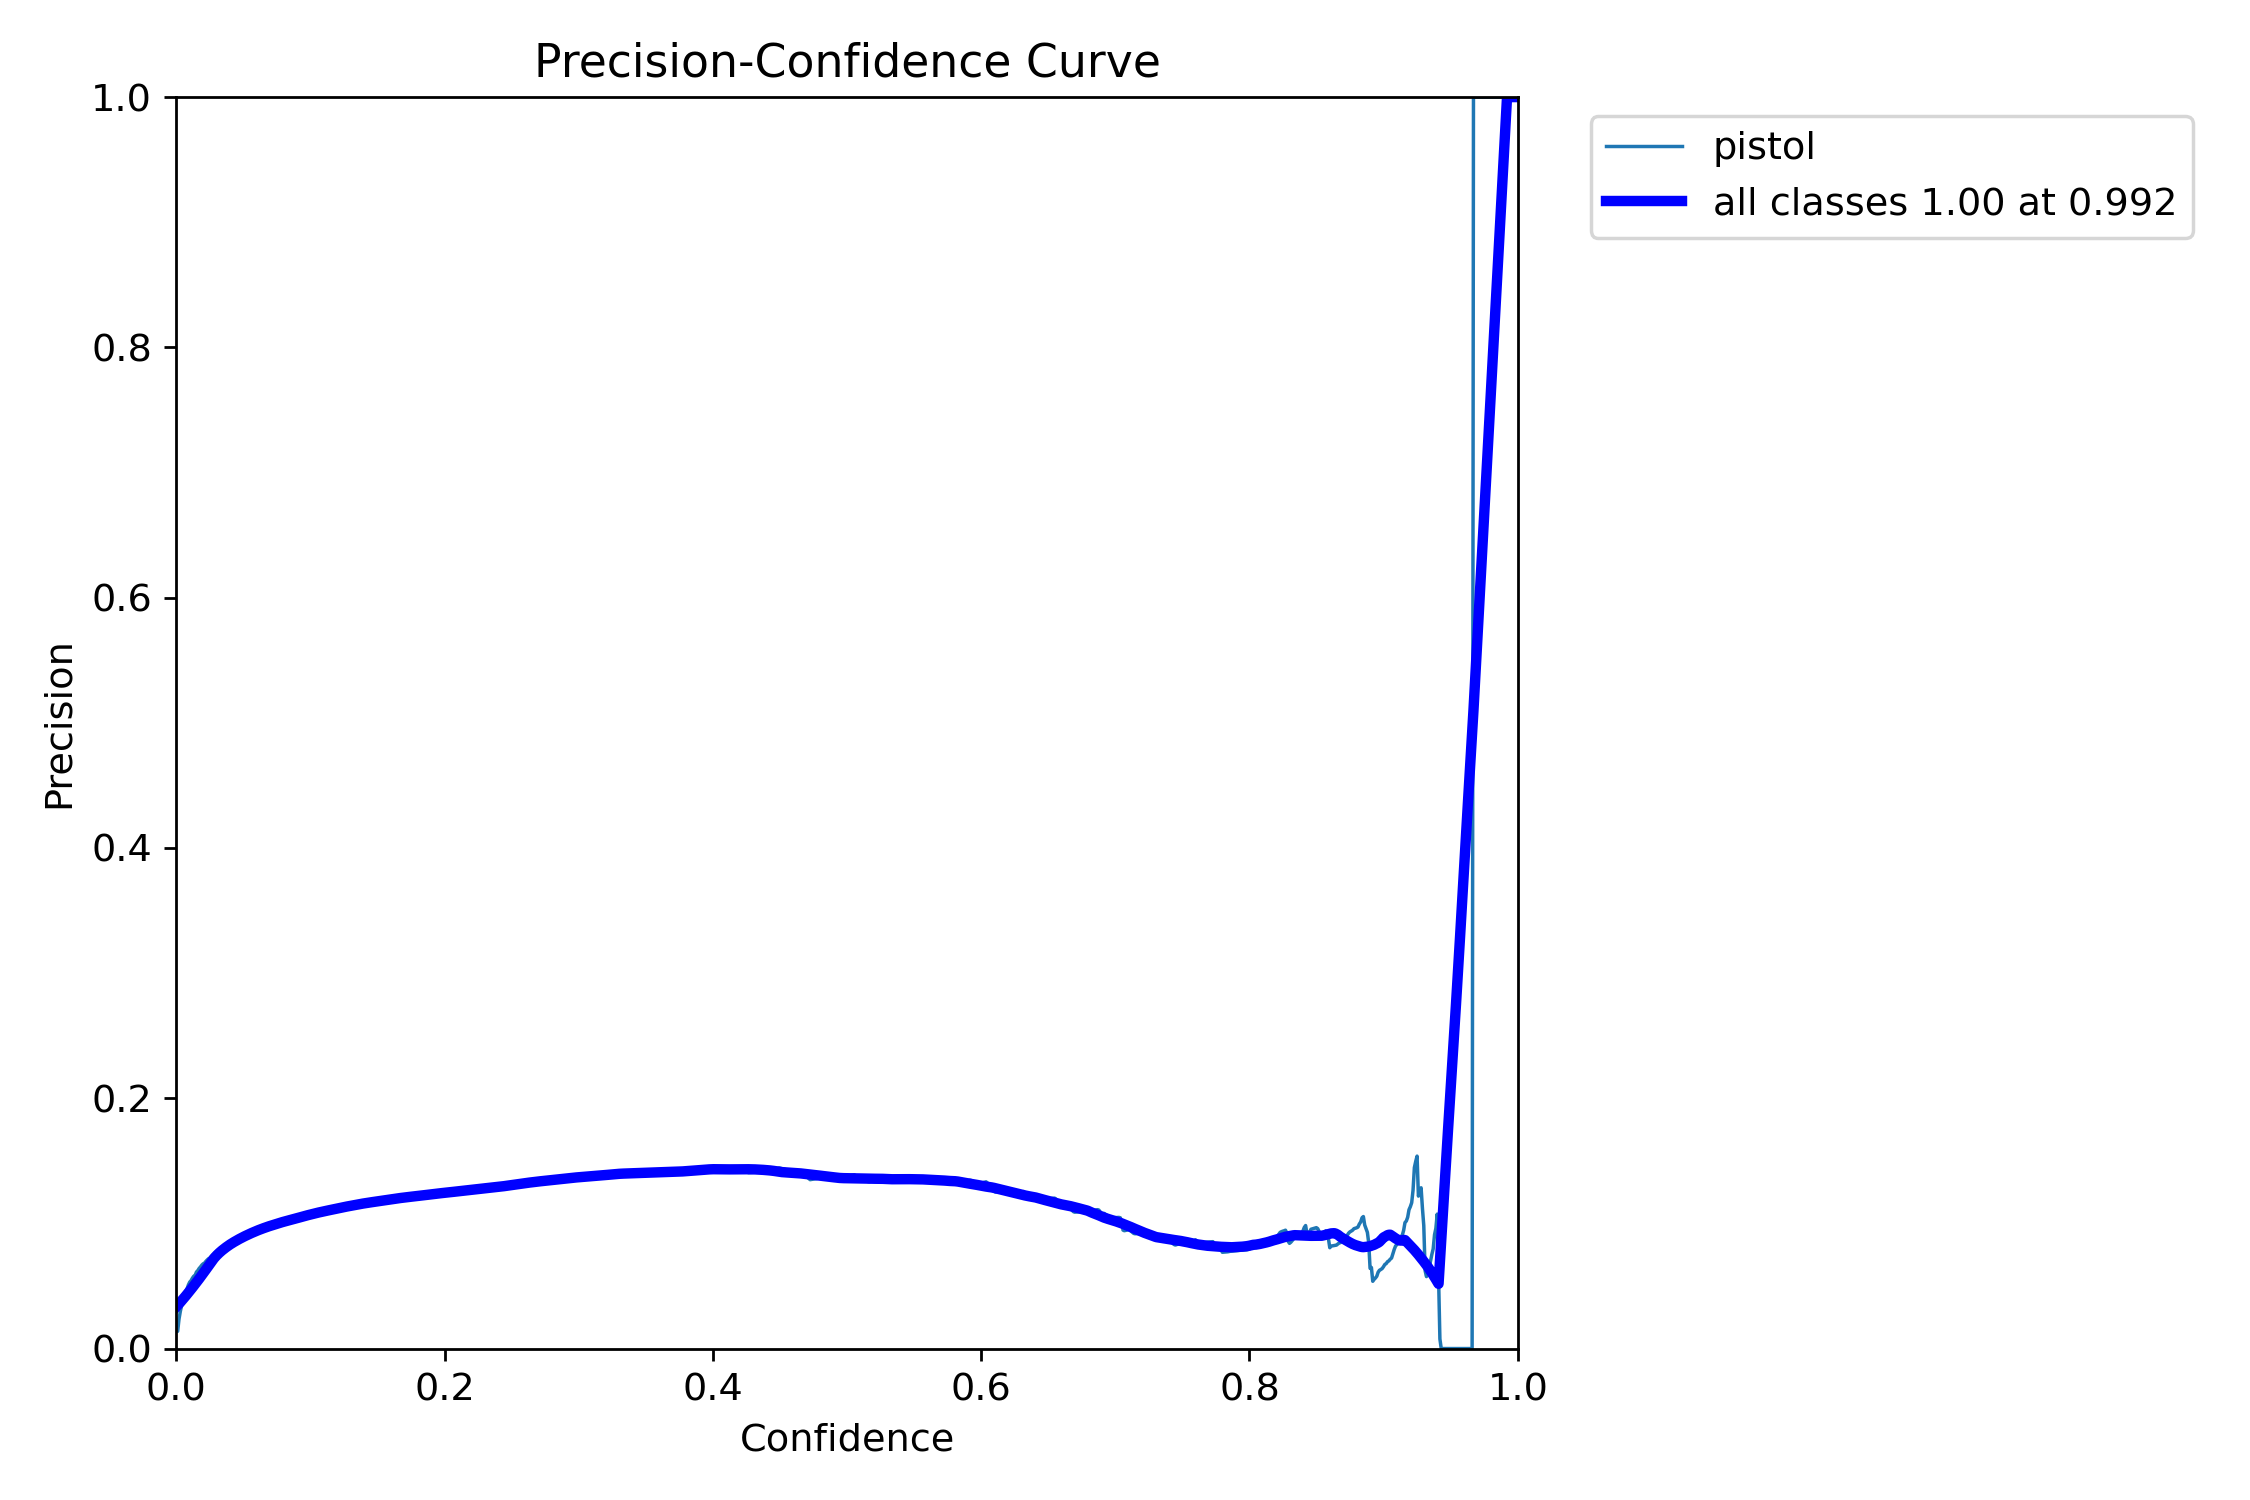 Precision-Confidence Curve
1.0
0.8
0.6
0.4
0.2
0.0
Precision
0.0 0.2 0.4 0.6 0.8 1.0
Confidence
pistol
all classes 1.00 at 0.992